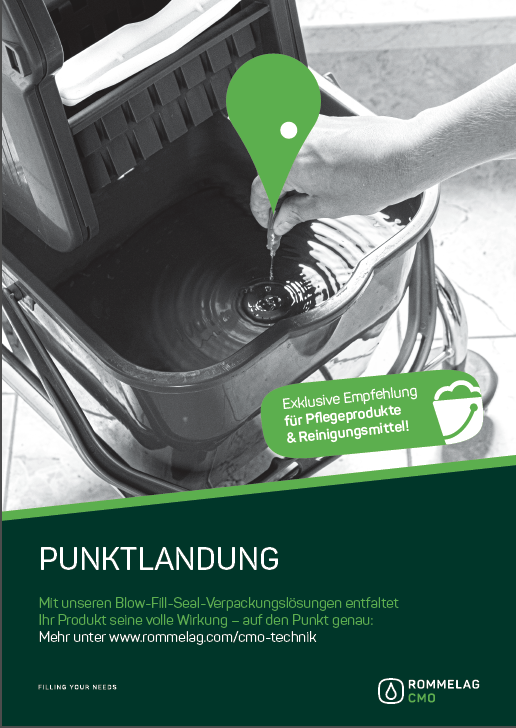 Exklusive Empfehlung
für Pflegeprodukte
& Reinigungsmittel!
PUNKTLANDUNG
Mit unseren Blow-Fill-Seal-Verpackungslösungen entfaltet
Ihr Produkt seine volle Wirkung – auf den Punkt genau:
Mehr unter www.rommelag.com/cmo-technik
FILLING YOUR NEEDS
ROMMELAG
CMO